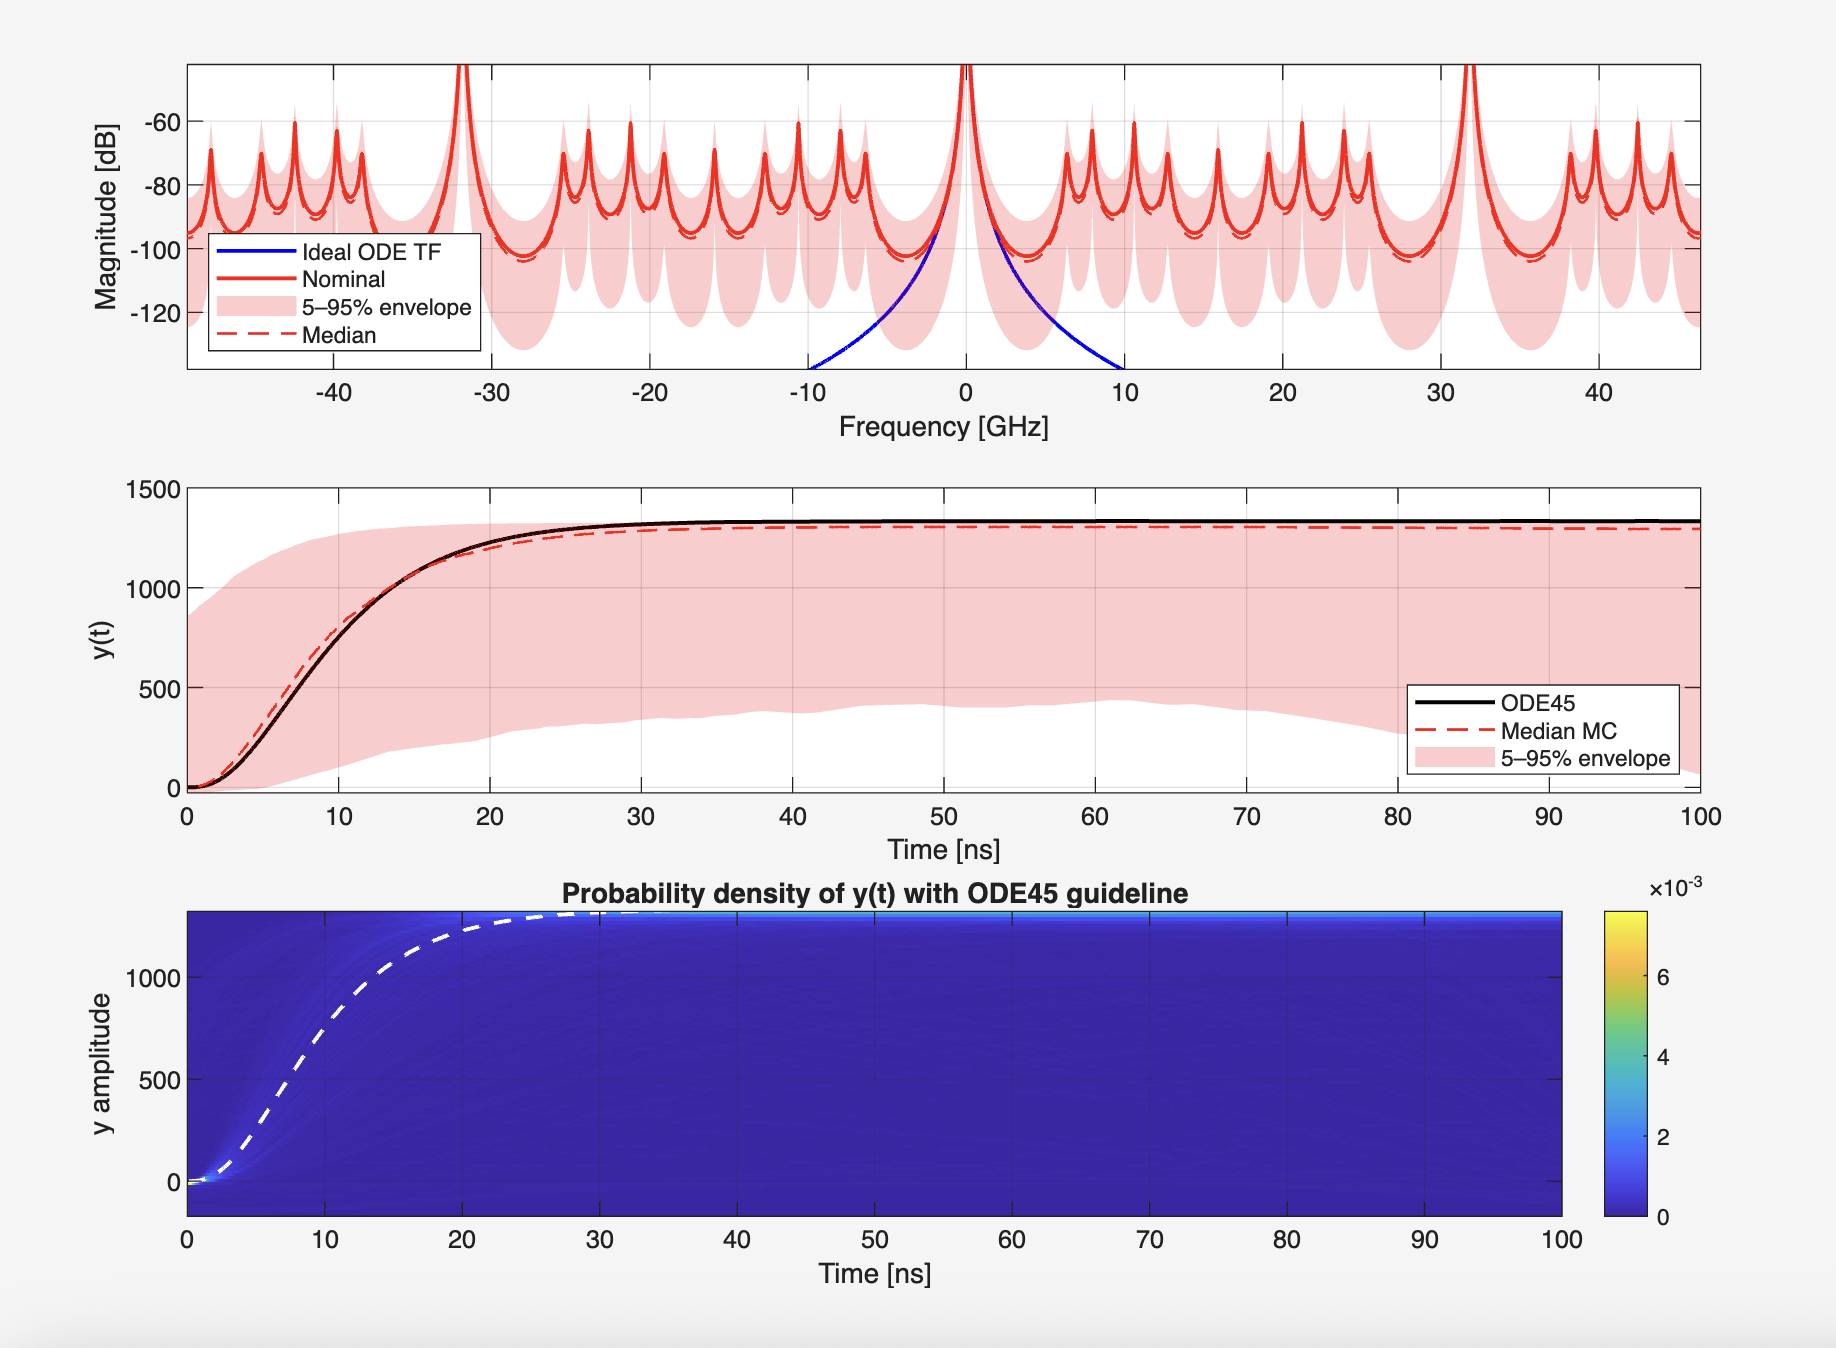 Magnitude [dB]
-60
-80
-100
-120
Ideal ODE TF
Nominal
5–95% envelope
Median
-40 -30 -20 -10 0 10 20 30 40
Frequency [GHz]
y(t)
1500
1000
500
0
ODE45
Median MC
5–95% envelope
0 10 20 30 40 50 60 70 80 90 100
Time [ns]
Probability density of y(t) with ODE45 guideline
y amplitude
1000
500
0
×10-3
6
4
2
0
0 10 20 30 40 50 60 70 80 90 100
Time [ns]